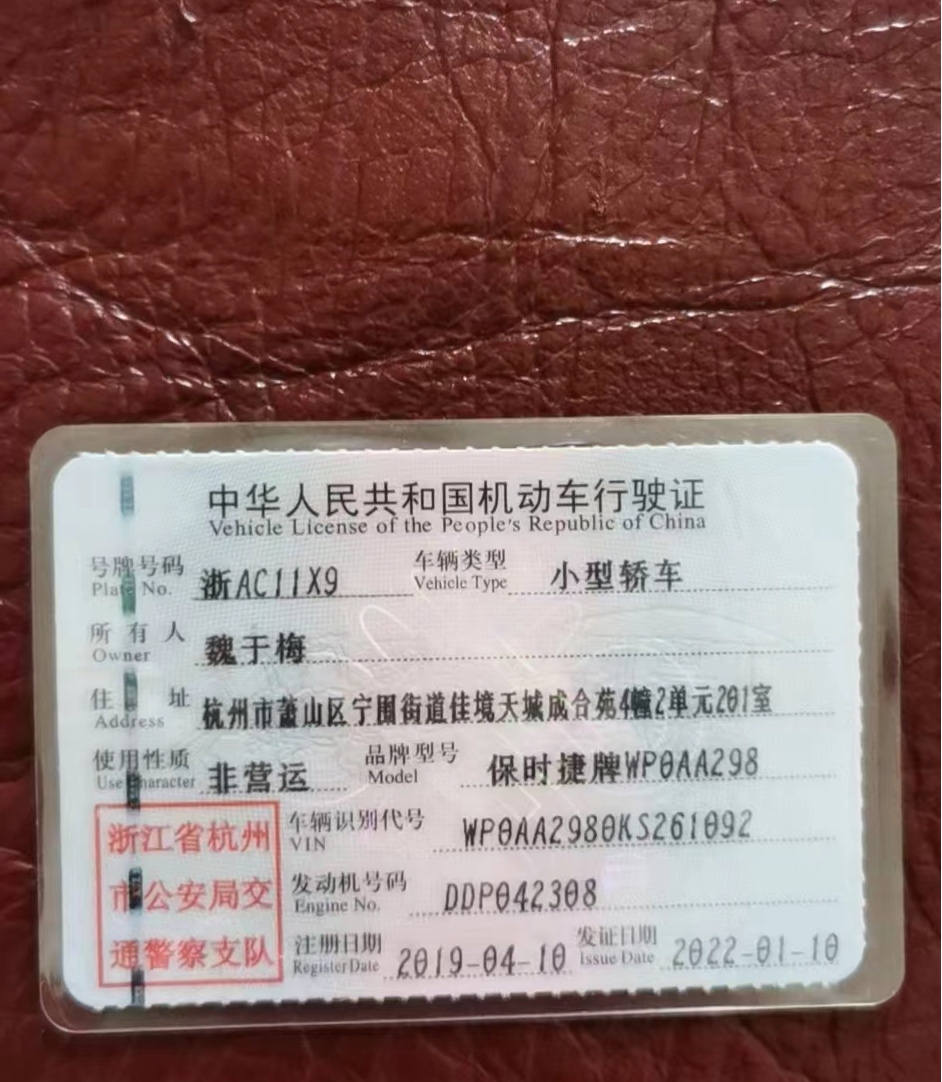 中华人民共和国机动车行驶证
Vehicle License of the People's Republic of China
号牌号码 浙AC11X9 车辆类型 小型轿车
Plate No. Vehicle Type
所有人 魏于梅
Owner
住址 杭州市萧山区宁围街道佳境天城成合苑4幢2单元201室
Address
使用性质 非营运 品牌型号 保时捷牌WP0AA298
Use Character Model
浙江省杭州市公安局交通警察支队
车辆识别代号 WP0AA2980KS261092
VIN
发动机号码 DDP042308
Engine No.
注册日期 2019-04-10 发证日期 2022-01-10
Register Date Issue Date